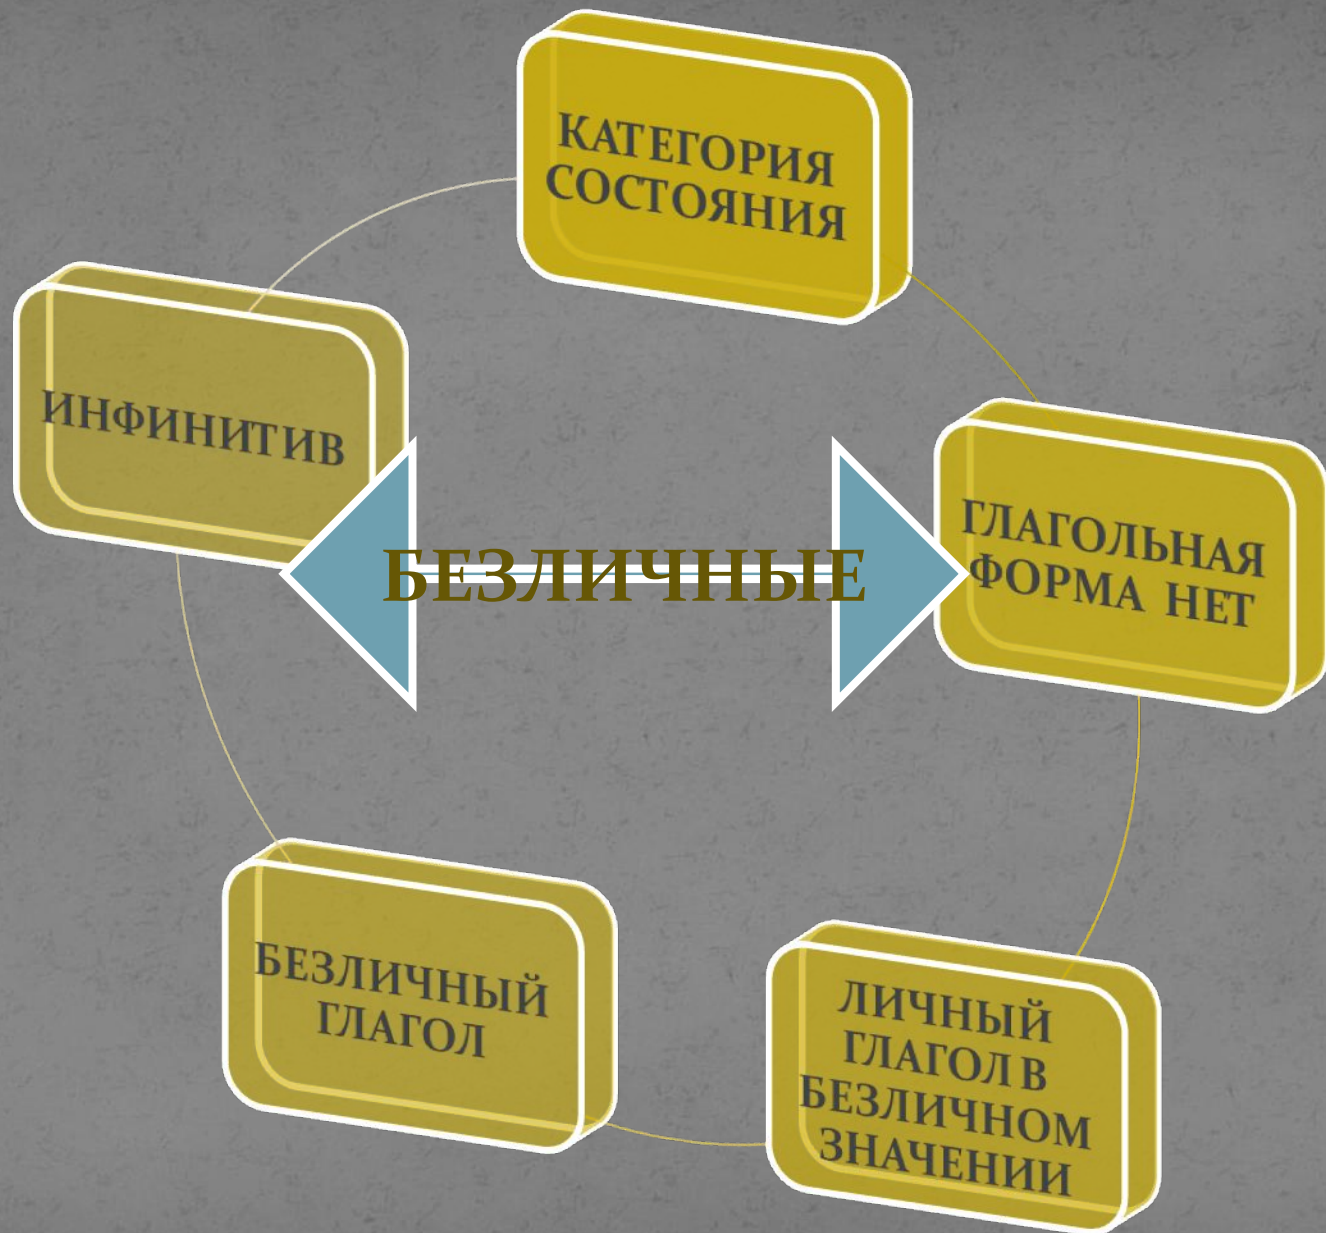 КАТЕГОРИЯ
СОСТОЯНИЯ
ИНФИНИТИВ
ГЛАГОЛЬНАЯ
ФОРМА НЕТ
БЕЗЛИЧНЫЕ
БЕЗЛИЧНЫЙ
ГЛАГОЛ
ЛИЧНЫЙ
ГЛАГОЛ В
БЕЗЛИЧНОМ
ЗНАЧЕНИИ